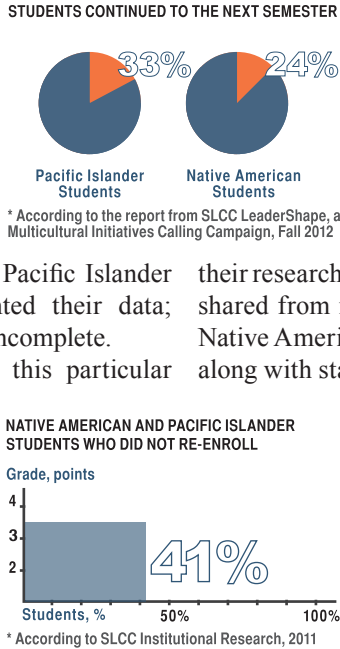 STUDENTS CONTINUED TO THE NEXT SEMESTER
33%
24%
Pacific Islander
Students
Native American
Students
* According to the report from SLCC LeaderShape, a
Multicultural Initiatives Calling Campaign, Fall 2012
Pacific Islander
nted their data;
ncomplete.
this particular
their research
shared from
Native Ameri
along with sta
NATIVE AMERICAN AND PACIFIC ISLANDER
STUDENTS WHO DID NOT RE-ENROLL
Grade, points
4
3
2
41%
Students, %
50%
100%
* According to SLCC Institutional Research, 2011